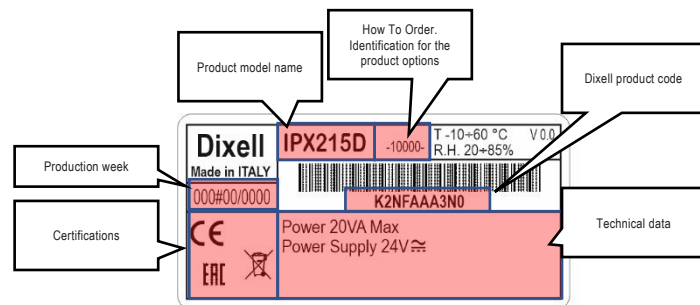 How To Order.
Identification for the
product options
Product model name
Dixell product code
Production week
Certifications
Technical data
Dixell
Made in ITALY
000#00/0000
IPX215D
-10000-
T -10÷60 °C V 0.0
R.H. 20÷85%
K2NFAAA3N0
CE
EAC
Power 20VA Max
Power Supply 24V⎓